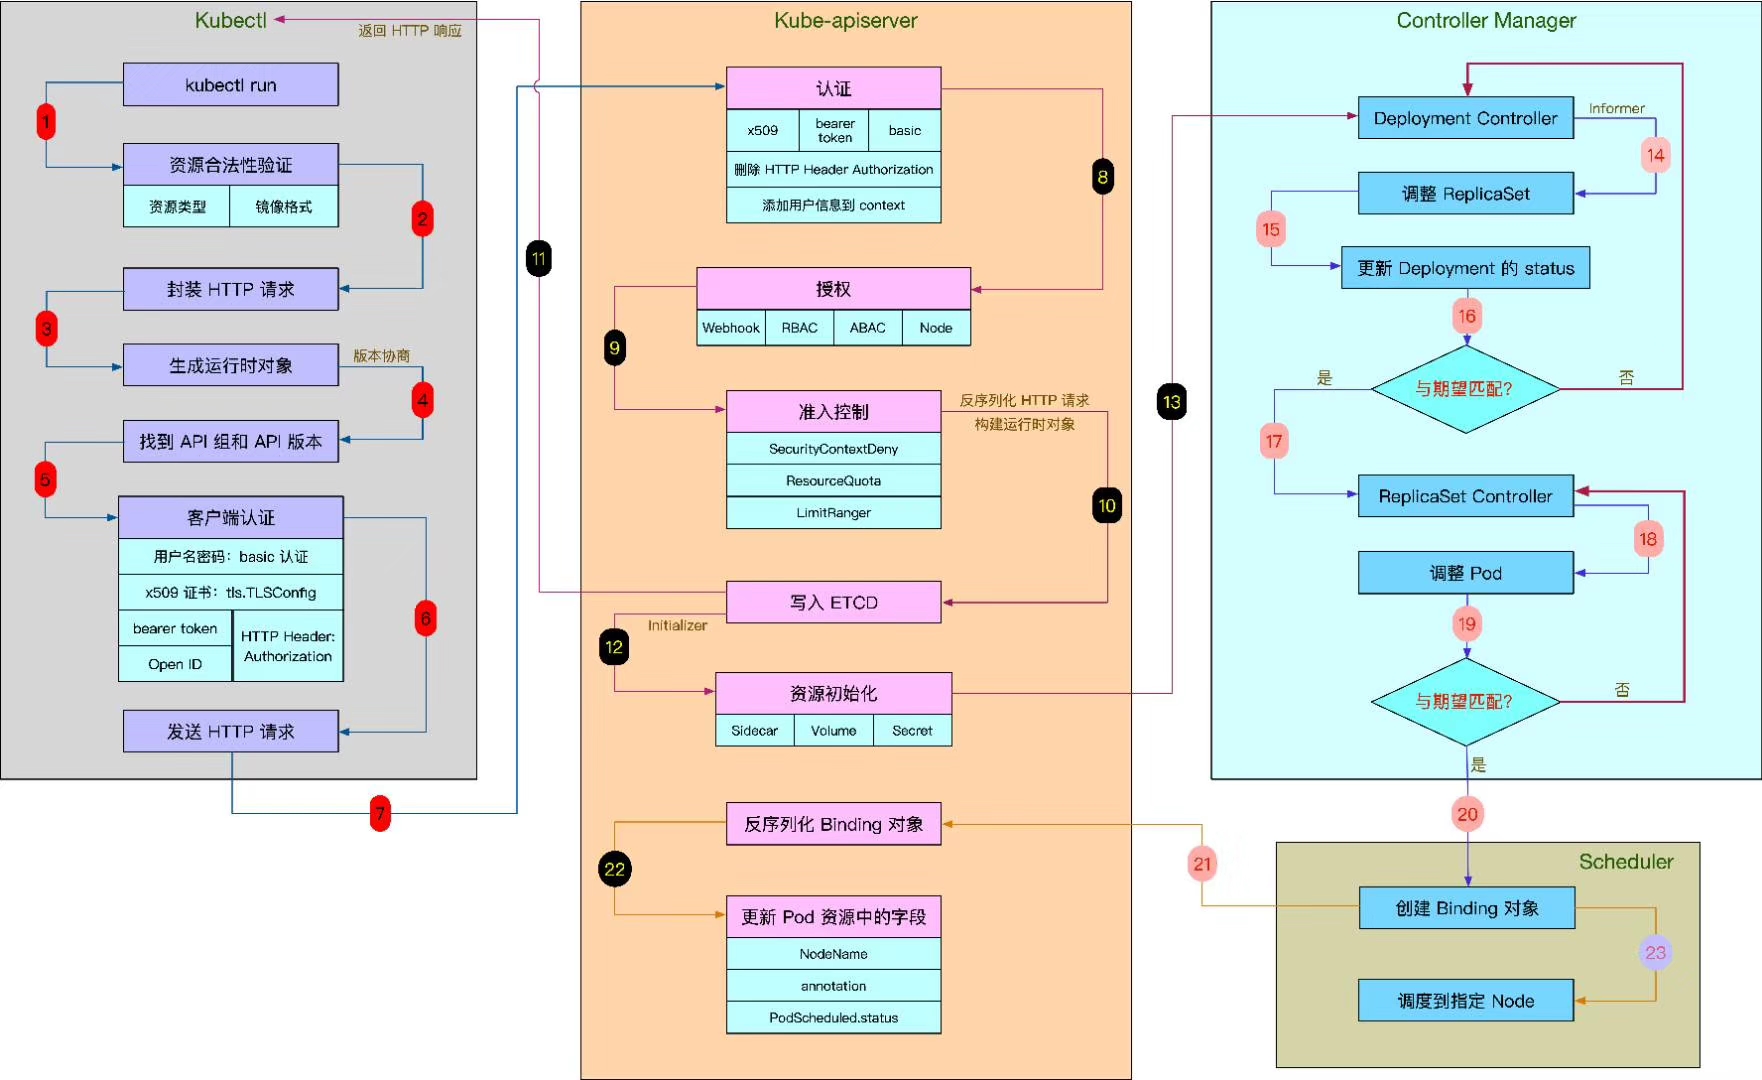 Kubectl
返回 HTTP 响应
kubectl run
1
资源合法性验证
资源类型
镜像格式
2
封装 HTTP 请求
3
生成运行时对象
版本协商
4
找到 API 组和 API 版本
5
客户端认证
用户名密码：basic 认证
x509 证书：tls.TLSConfig
bearer token
Open ID
HTTP Header:
Authorization
6
发送 HTTP 请求
7
11
Kube-apiserver
认证
x509
bearer
token
basic
删除 HTTP Header Authorization
添加用户信息到 context
8
授权
Webhook
RBAC
ABAC
Node
9
准入控制
SecurityContextDeny
ResourceQuota
LimitRanger
反序列化 HTTP 请求
构建运行时对象
10
写入 ETCD
Initializer
12
资源初始化
Sidecar
Volume
Secret
13
反序列化 Binding 对象
22
更新 Pod 资源中的字段
NodeName
annotation
PodScheduled.status
Controller Manager
Deployment Controller
Informer
14
调整 ReplicaSet
15
更新 Deployment 的 status
16
与期望匹配?
是
否
17
ReplicaSet Controller
18
调整 Pod
19
与期望匹配?
否
是
20
21
Scheduler
创建 Binding 对象
23
调度到指定 Node